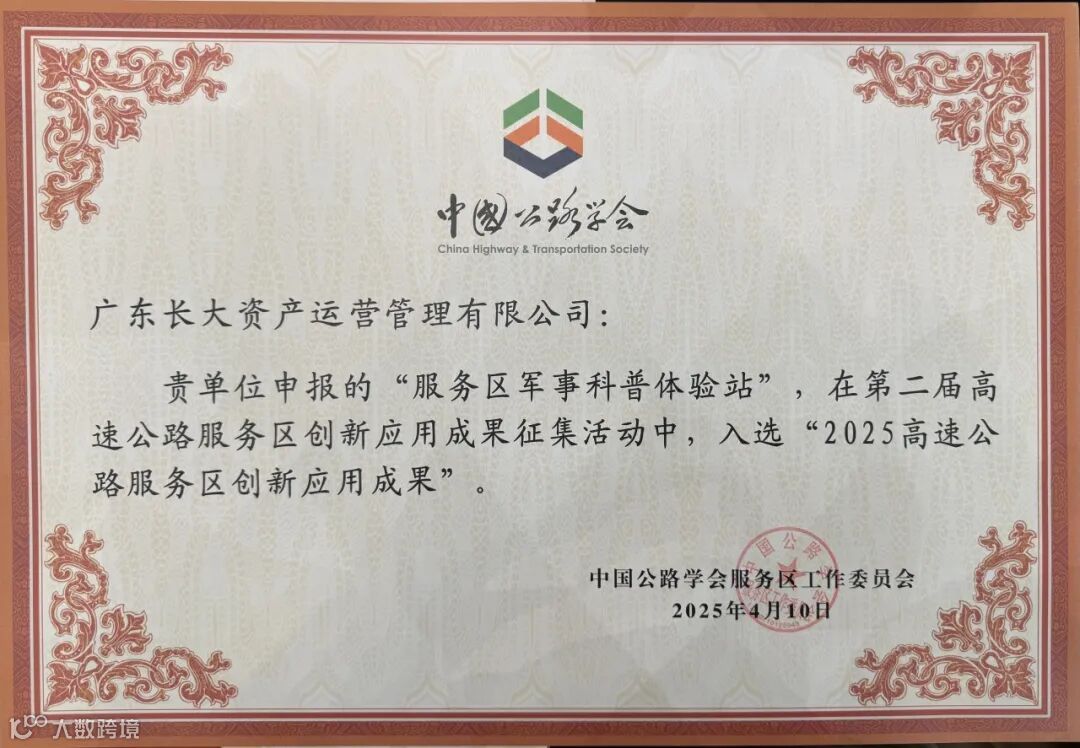 中国公路学会
China Highway & Transportation Society
广东长大资产运营管理有限公司：
贵单位申报的“服务区军事科普体验站”，在第二届高
速公路服务区创新应用成果征集活动中，入选“2025高速公
路服务区创新应用成果”。
中国公路学会服务区工作委员会
2025年4月10日
大数跨境